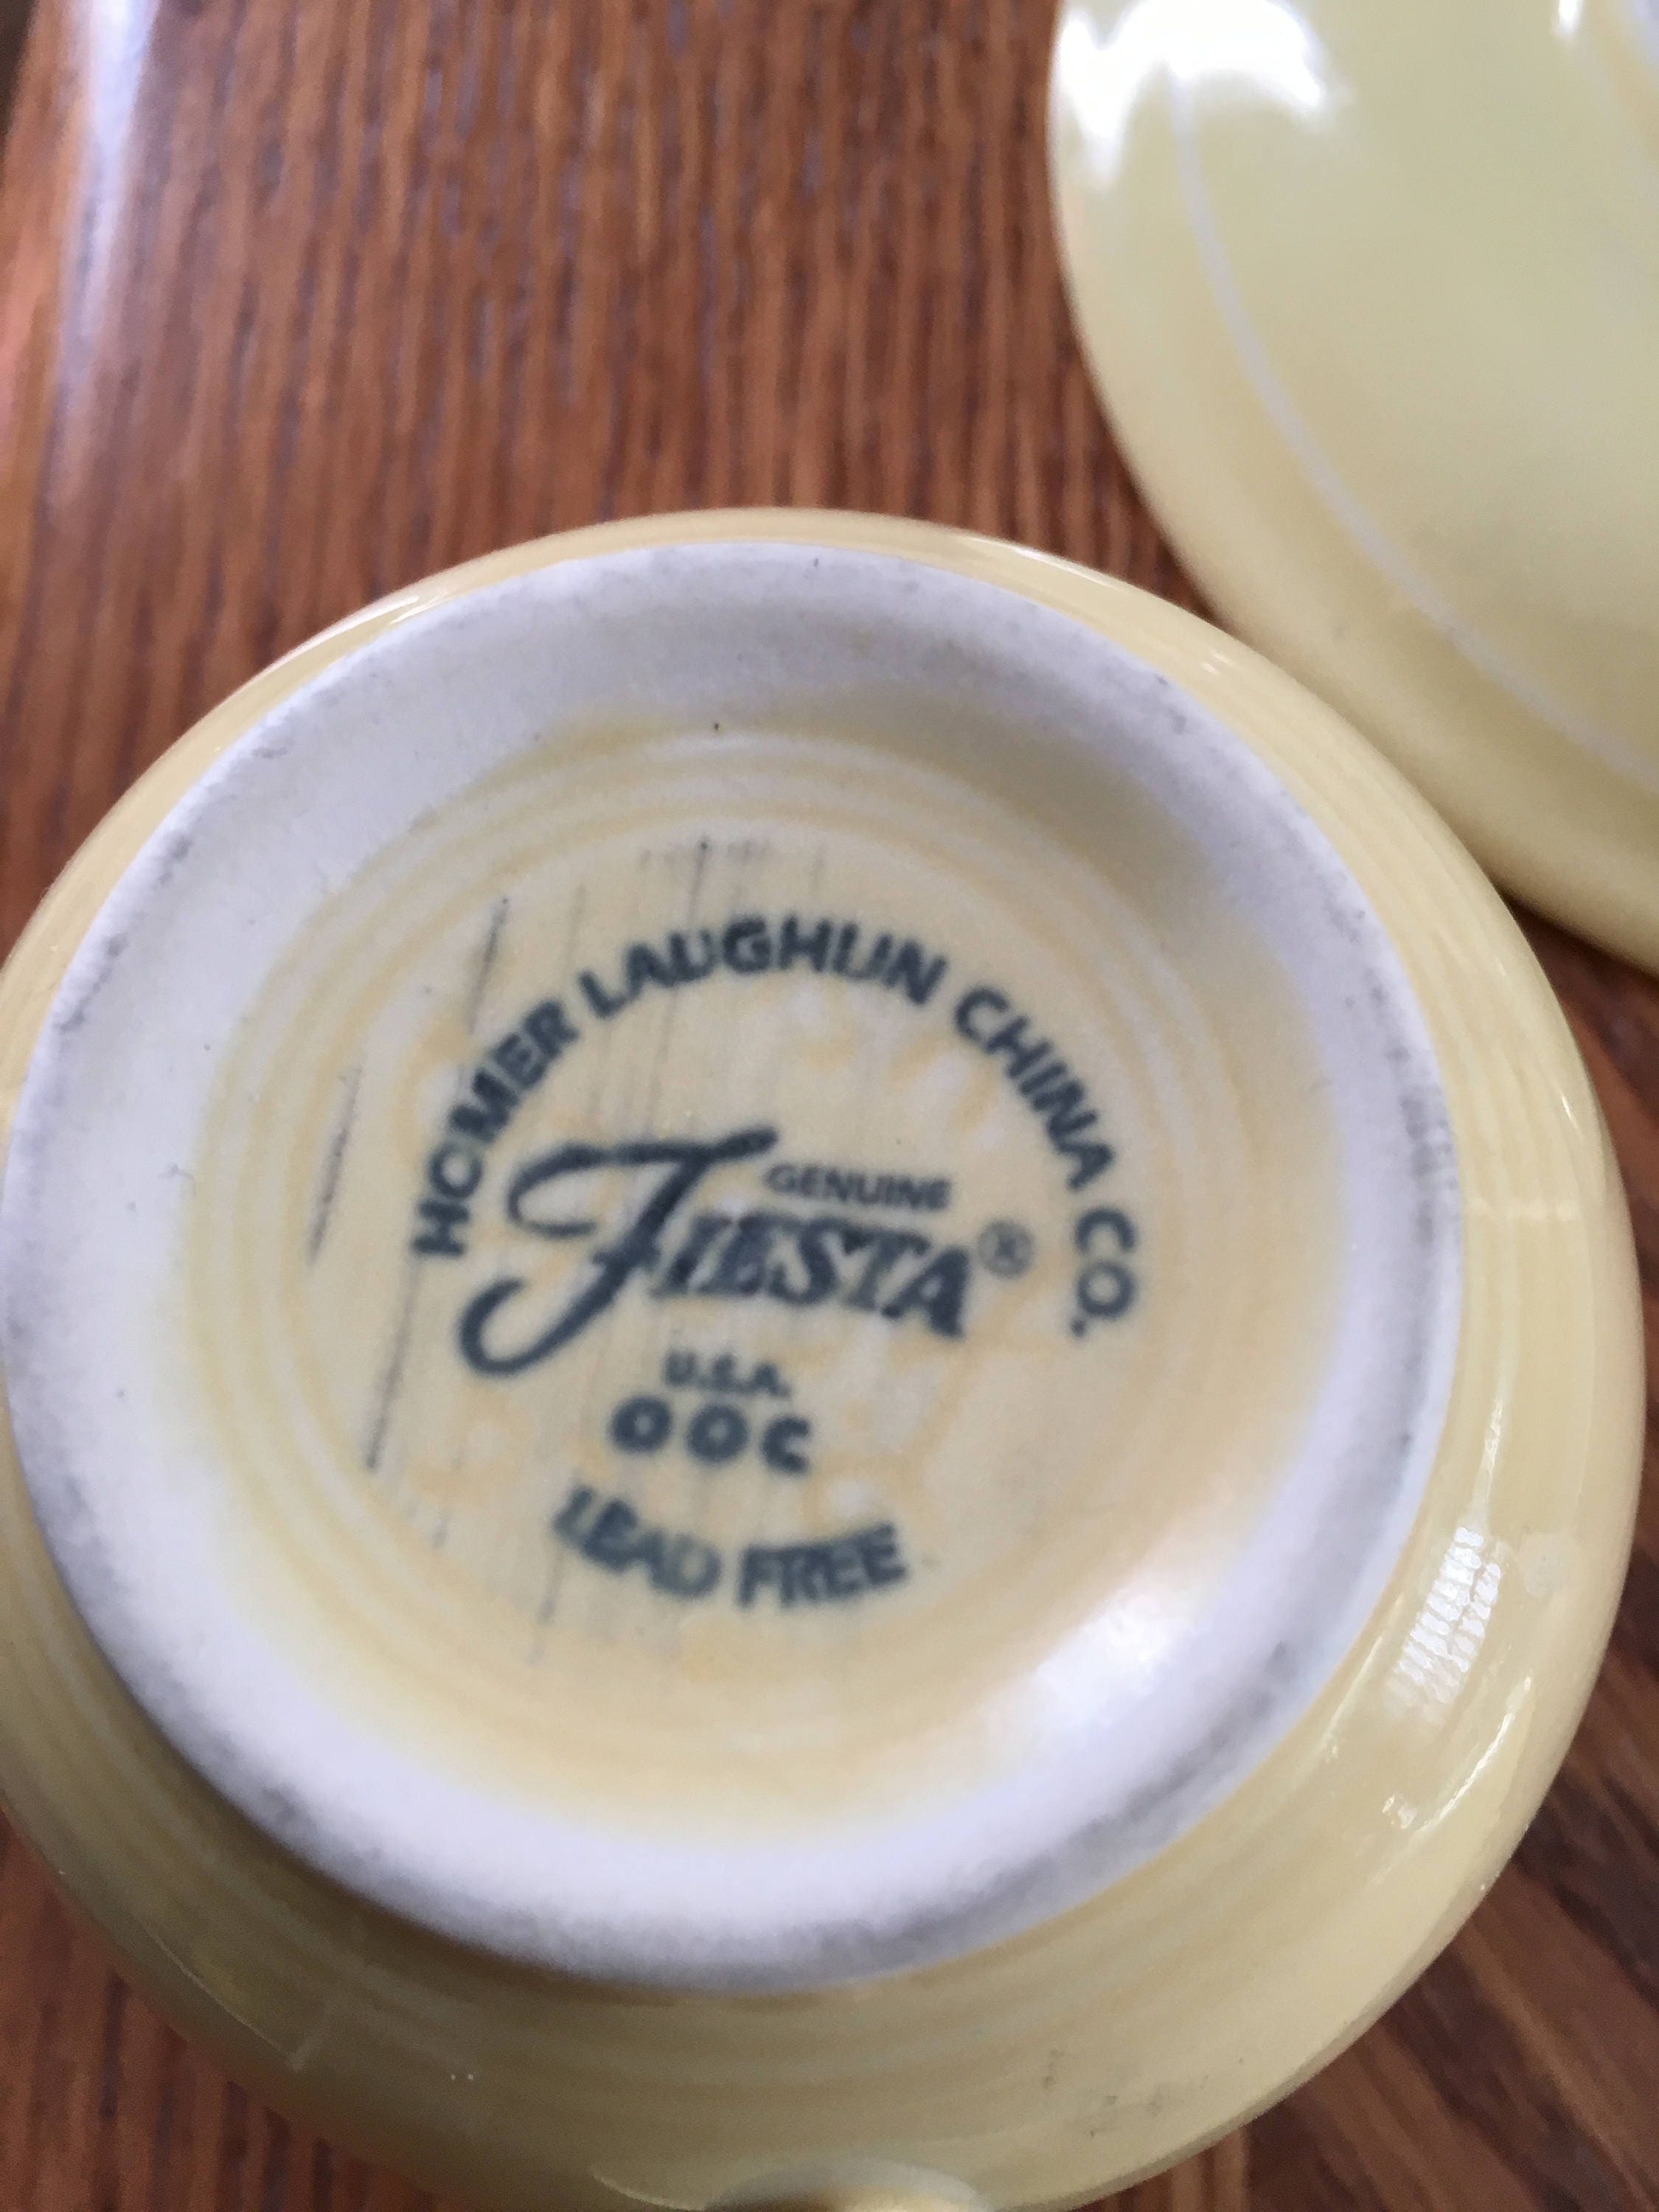 HOMER LAUGHLIN CHINA CO.
GENUINE
FIESTA®
U.S.A.
OOC
LEAD FREE